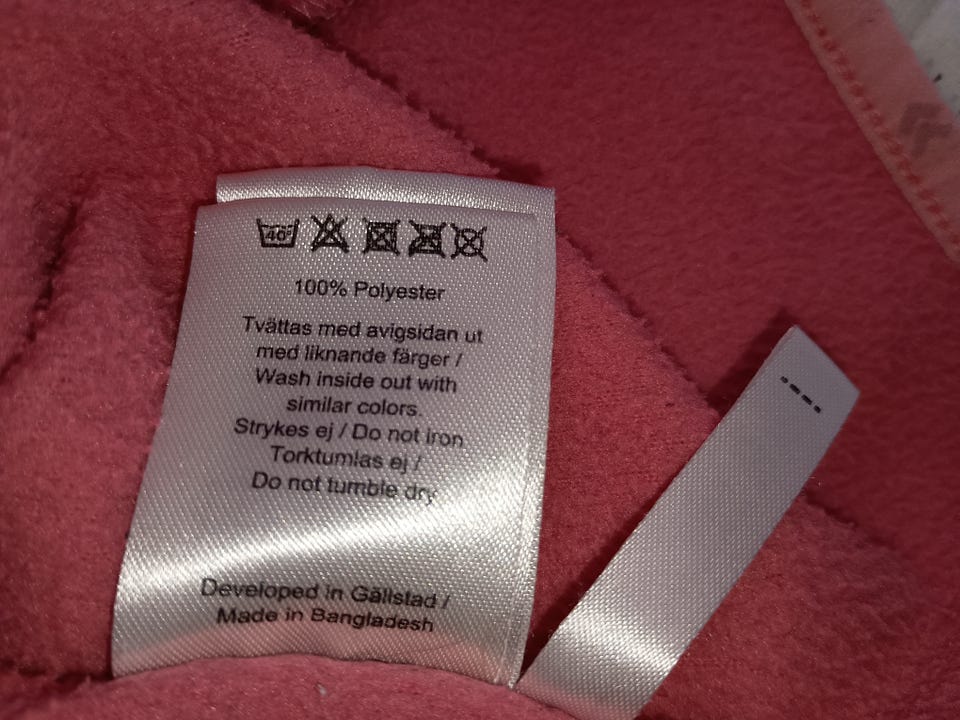 40°
100% Polyester
Tvättas med avigsidan ut
med liknande färger /
Wash inside out with
similar colors.
Strykes ej / Do not iron
Torktumlas ej /
Do not tumble dry
Developed in Gällstad /
Made in Bangladesh